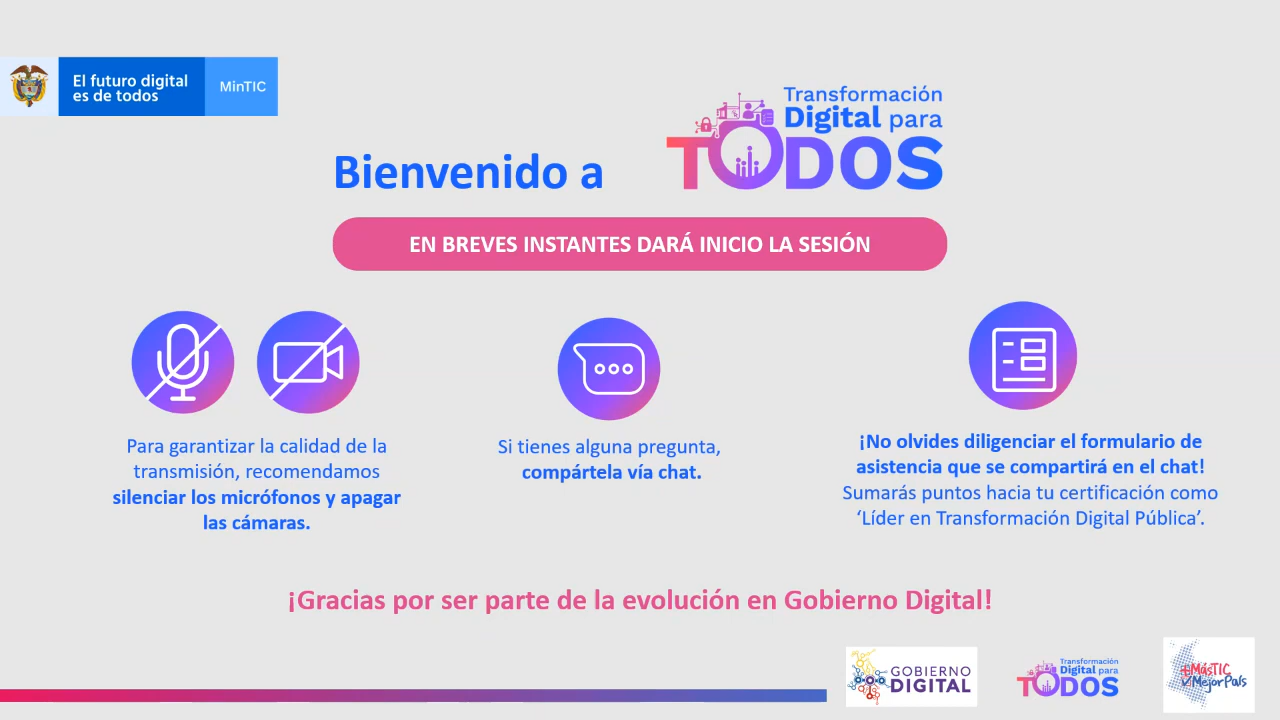 El futuro digital
es de todos
MinTIC
Transformación
Digital para
TODOS
Bienvenido a
EN BREVES INSTANTES DARÁ INICIO LA SESIÓN
Para garantizar la calidad de la
transmisión, recomendamos
silenciar los micrófonos y apagar
las cámaras.
Si tienes alguna pregunta,
compártela vía chat.
¡No olvides diligenciar el formulario de
asistencia que se compartirá en el chat!
Sumarás puntos hacia tu certificación como
‘Líder en Transformación Digital Pública’.
¡Gracias por ser parte de la evolución en Gobierno Digital!
GOBIERNO
DIGITAL
Transformación
Digital para
TODOS
+MásTIC
MejorPaís